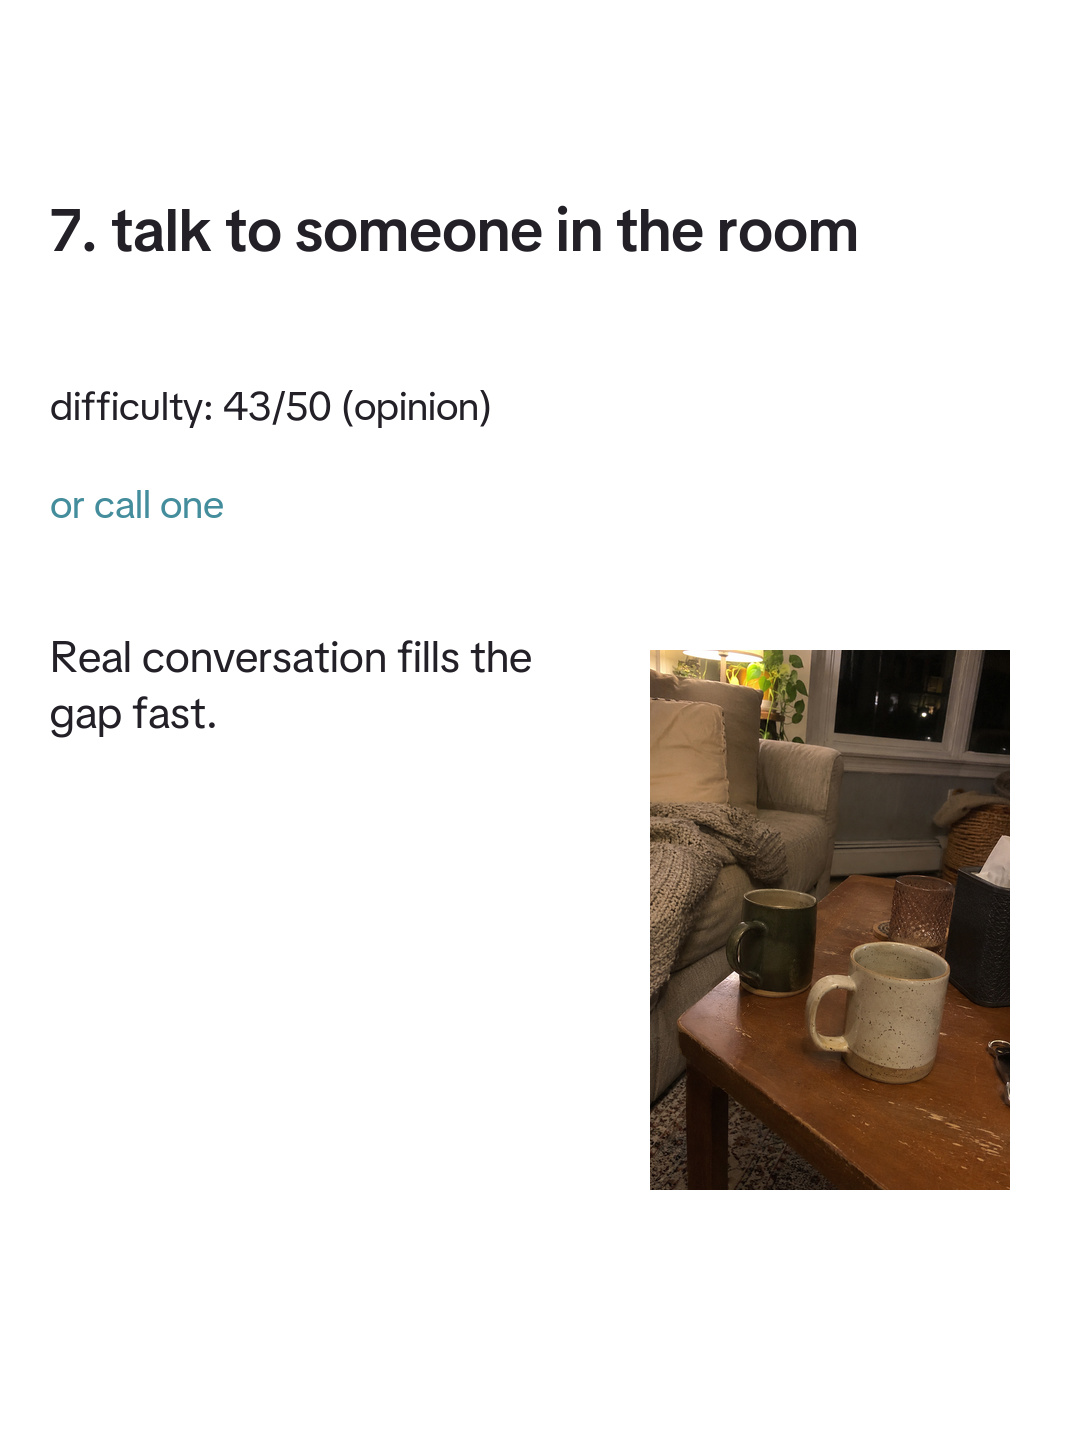 7. talk to someone in the room
difficulty: 43/50 (opinion)
or call one
Real conversation fills the
gap fast.